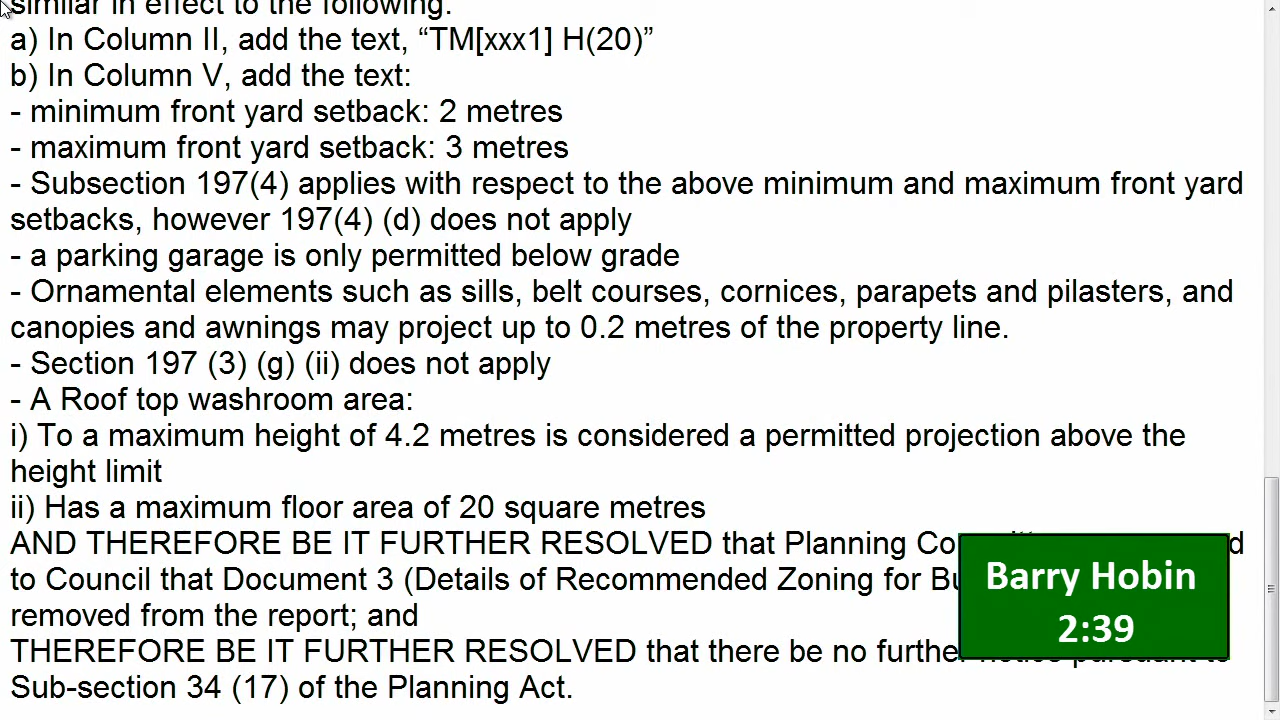 similar in effect to the following.
a) In Column II, add the text, “TM[xxx1] H(20)”
b) In Column V, add the text:
- minimum front yard setback: 2 metres
- maximum front yard setback: 3 metres
- Subsection 197(4) applies with respect to the above minimum and maximum front yard
setbacks, however 197(4) (d) does not apply
- a parking garage is only permitted below grade
- Ornamental elements such as sills, belt courses, cornices, parapets and pilasters, and
canopies and awnings may project up to 0.2 metres of the property line.
- Section 197 (3) (g) (ii) does not apply
- A Roof top washroom area:
i) To a maximum height of 4.2 metres is considered a permitted projection above the
height limit
ii) Has a maximum floor area of 20 square metres
AND THEREFORE BE IT FURTHER RESOLVED that Planning
to Council that Document 3 (Details of Recommended Zoning for
removed from the report; and
THEREFORE BE IT FURTHER RESOLVED that there be no further notice pursuant to
Sub-section 34 (17) of the Planning Act.
Barry Hobin
2:39